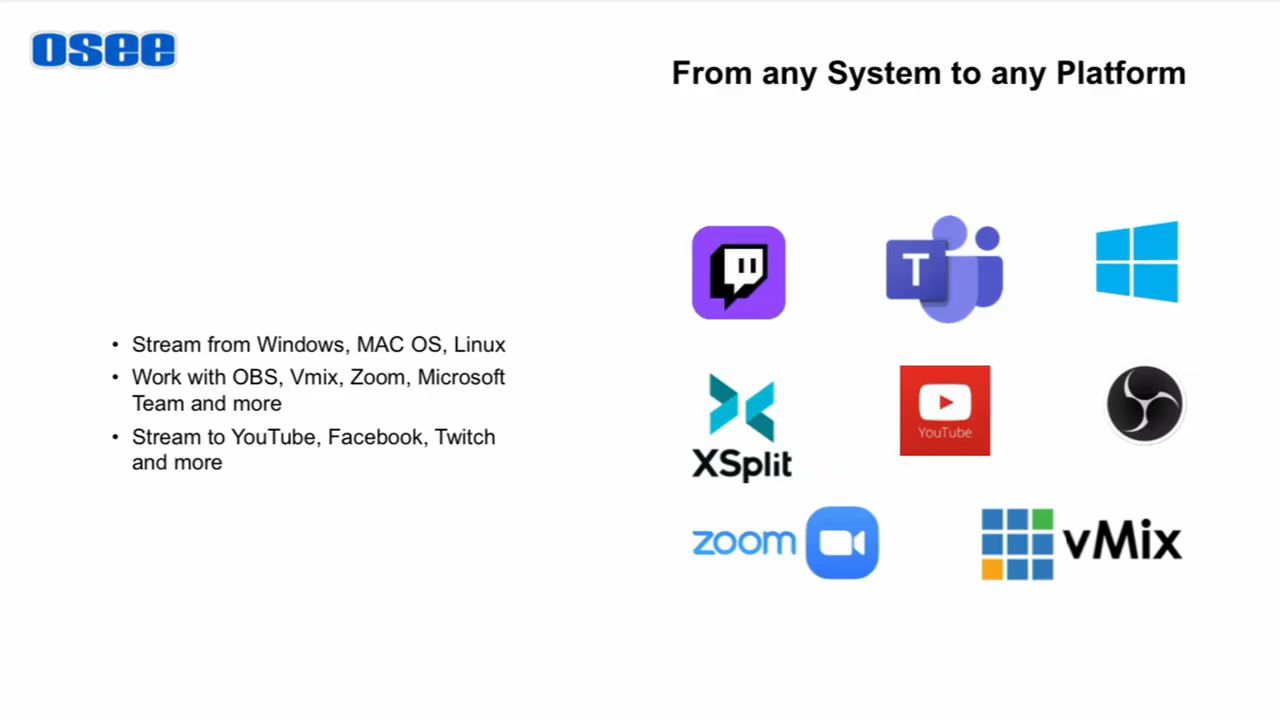 osee
From any System to any Platform
• Stream from Windows, MAC OS, Linux
• Work with OBS, Vmix, Zoom, Microsoft
Team and more
• Stream to YouTube, Facebook, Twitch
and more
T
XSplit
YouTube
zoom
vMix